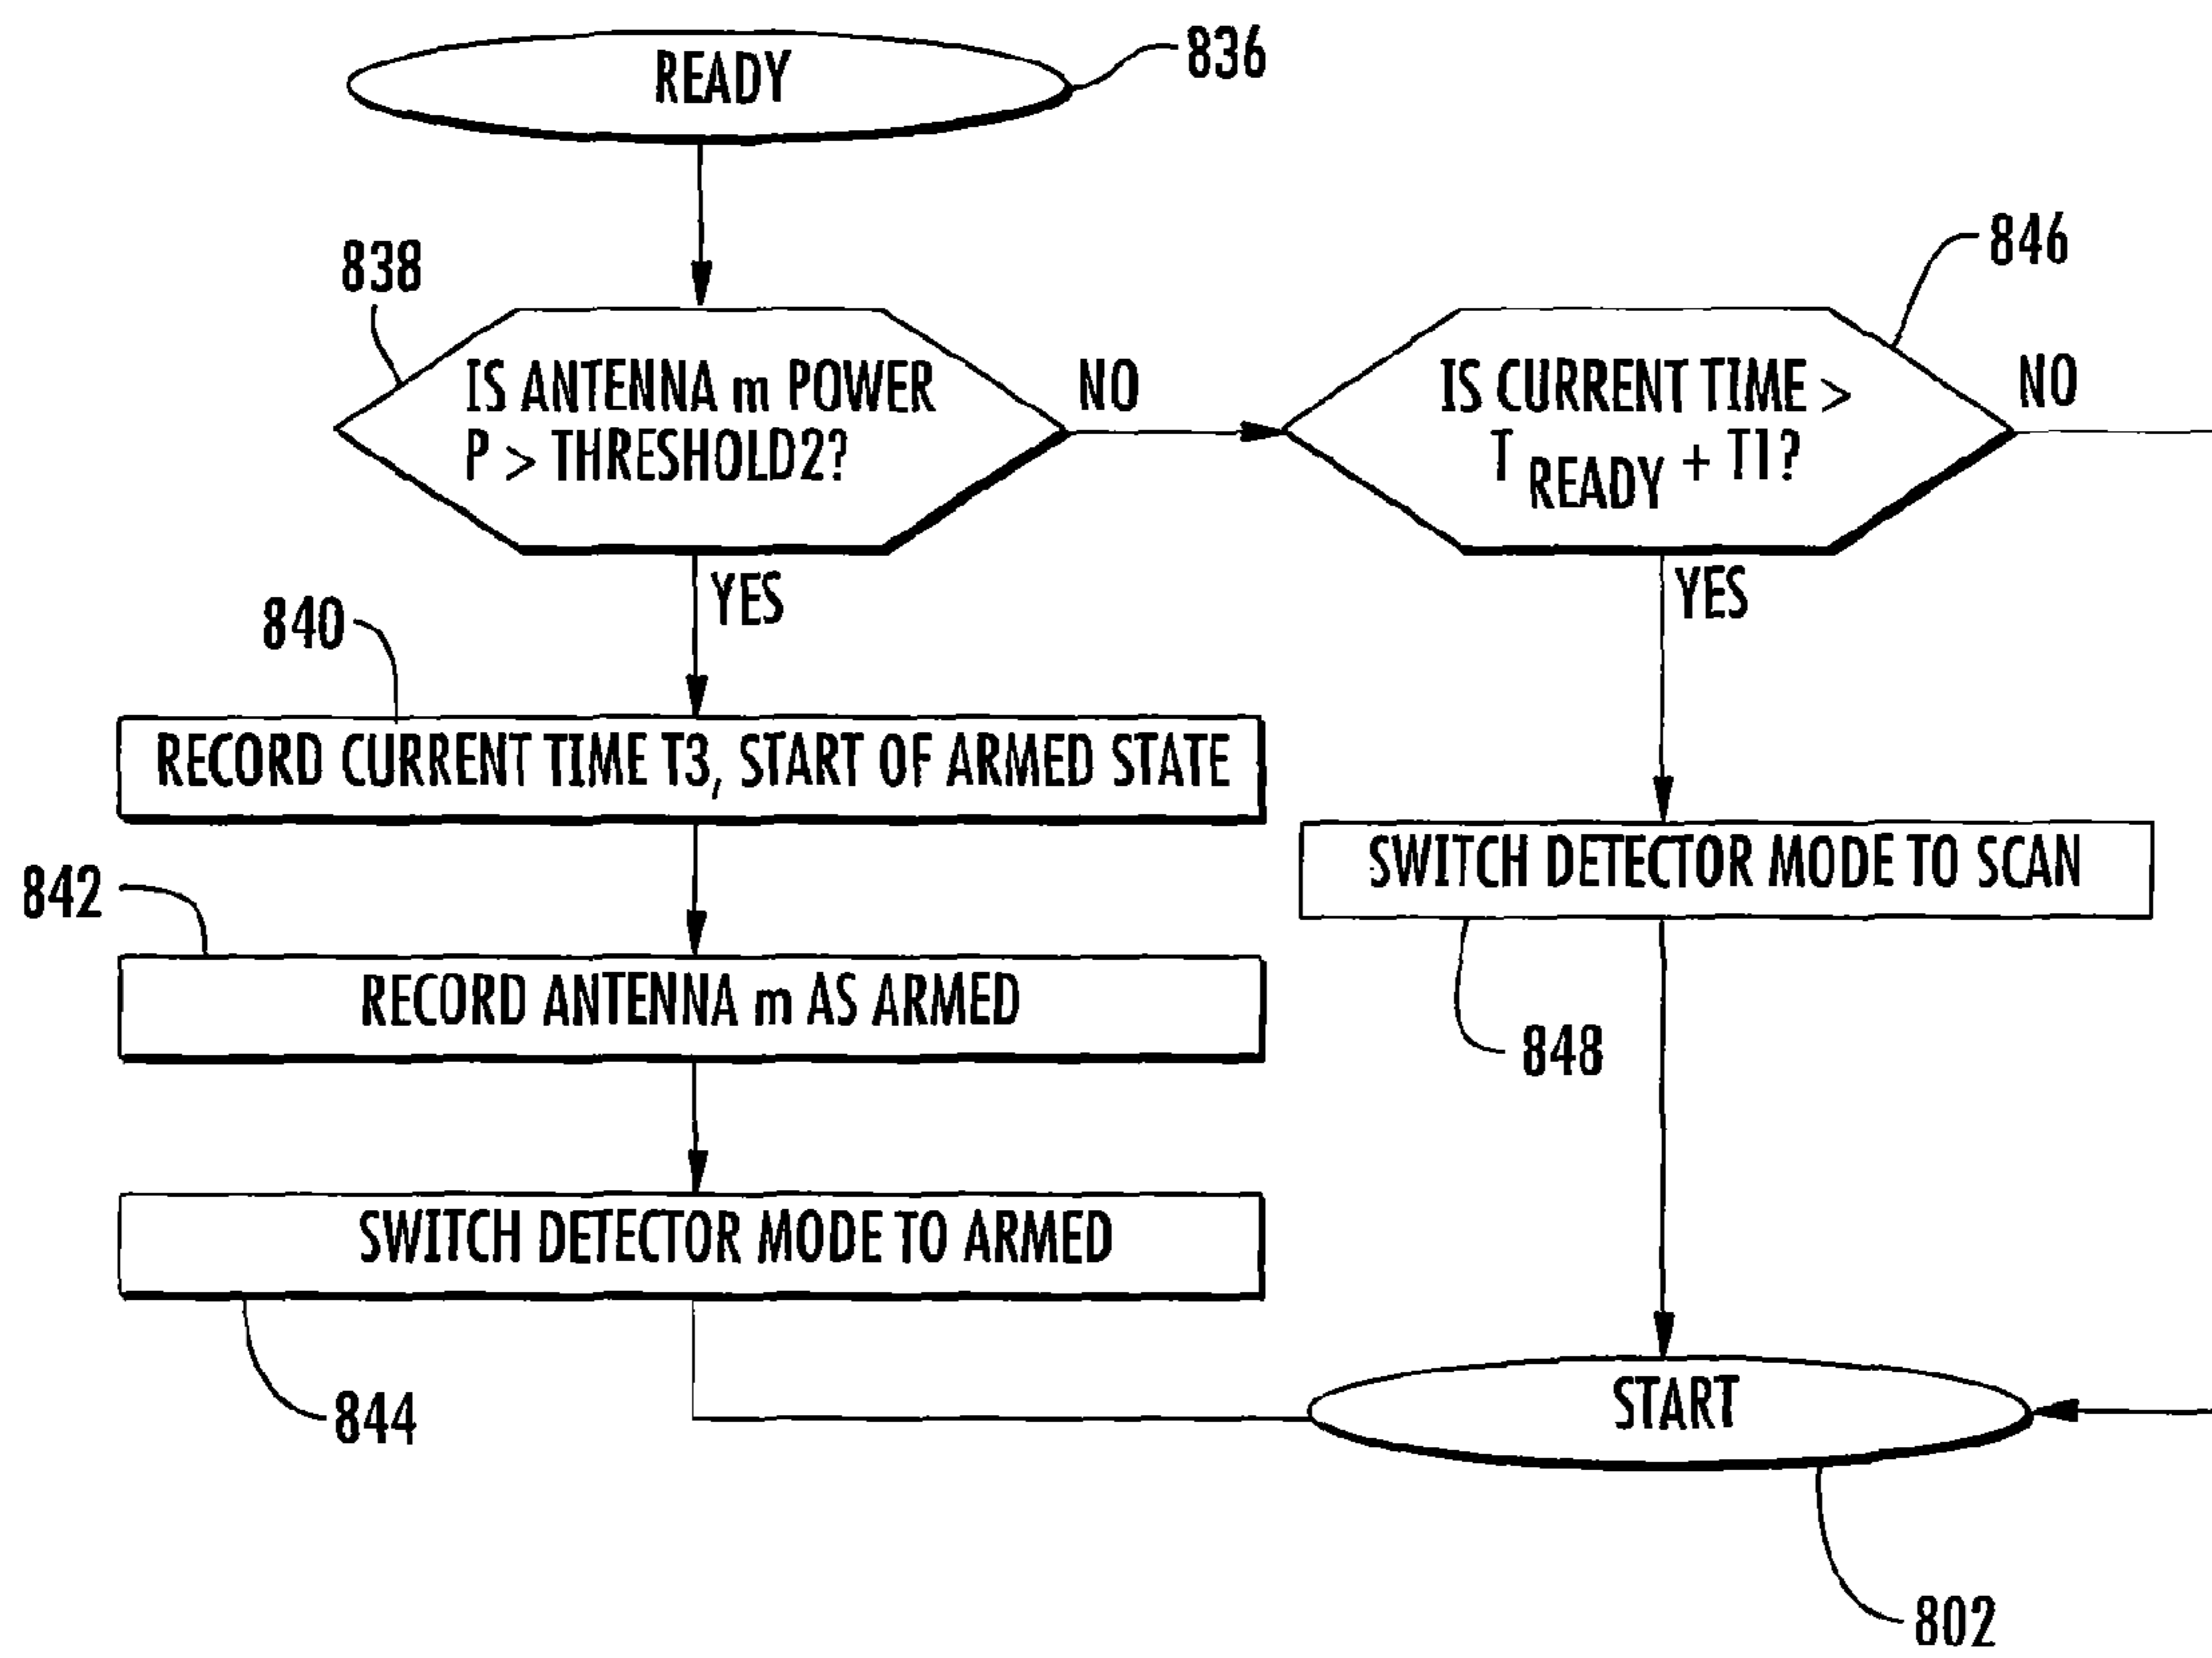 READY
836
838
IS ANTENNA m POWER
P > THRESHOLD2?
NO
846
IS CURRENT TIME >
T READY + T1?
NO
YES
YES
840
RECORD CURRENT TIME T3, START OF ARMED STATE
SWITCH DETECTOR MODE TO SCAN
842
RECORD ANTENNA m AS ARMED
848
SWITCH DETECTOR MODE TO ARMED
844
START
802